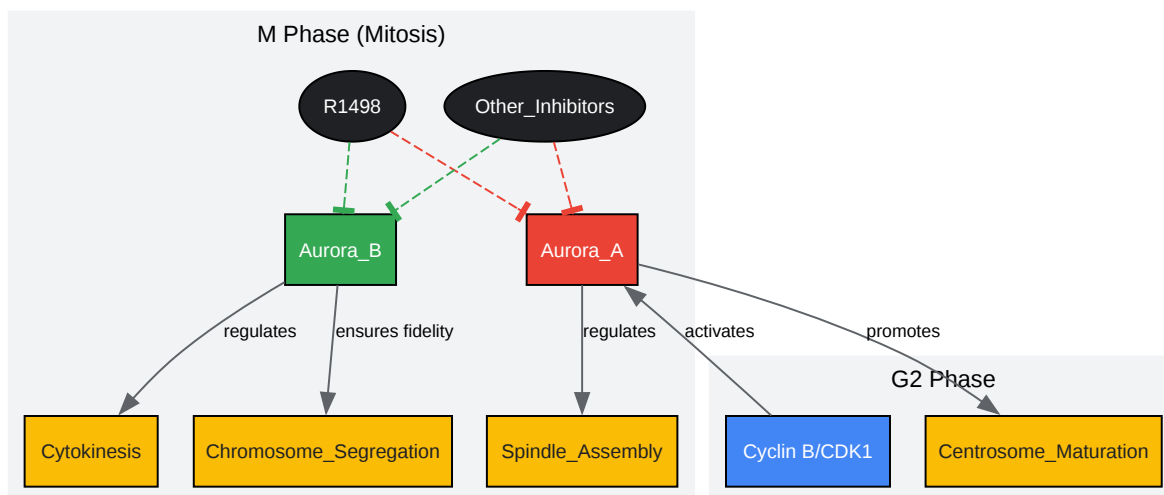 M Phase (Mitosis)
R1498
Other_Inhibitors
Aurora_B
Aurora_A
regulates
ensures fidelity
regulates
activates
promotes
G2 Phase
Cytokinesis
Chromosome_Segregation
Spindle_Assembly
Cyclin B/CDK1
Centrosome_Maturation